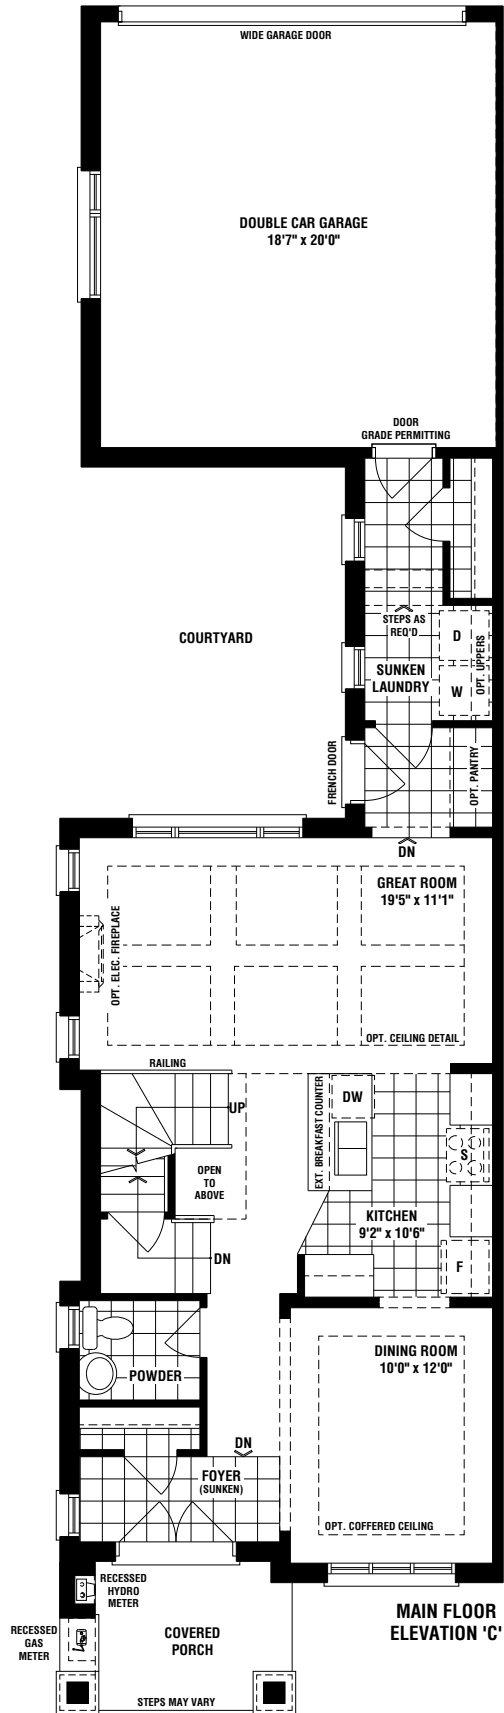 WIDE GARAGE DOOR
DOUBLE CAR GARAGE
18'7" x 20'0"
DOOR
GRADE PERMITTING
COURTYARD
STEPS AS
REQ'D
D
W
OPT. UPPERS
SUNKEN
LAUNDRY
FRENCH DOOR
OPT. PANTRY
DN
GREAT ROOM
19'5" x 11'1"
OPT. ELEC. FIREPLACE
OPT. CEILING DETAIL
RAILING
UP
OPEN
TO
ABOVE
DN
EXT. BREAKFAST COUNTER
DW
S
KITCHEN
9'2" x 10'6"
F
POWDER
DINING ROOM
10'0" x 12'0"
DN
FOYER
(SUNKEN)
OPT. COFFERED CEILING
RECESSED
HYDRO
METER
RECESSED
GAS
METER
COVERED
PORCH
STEPS MAY VARY
MAIN FLOOR
ELEVATION 'C'